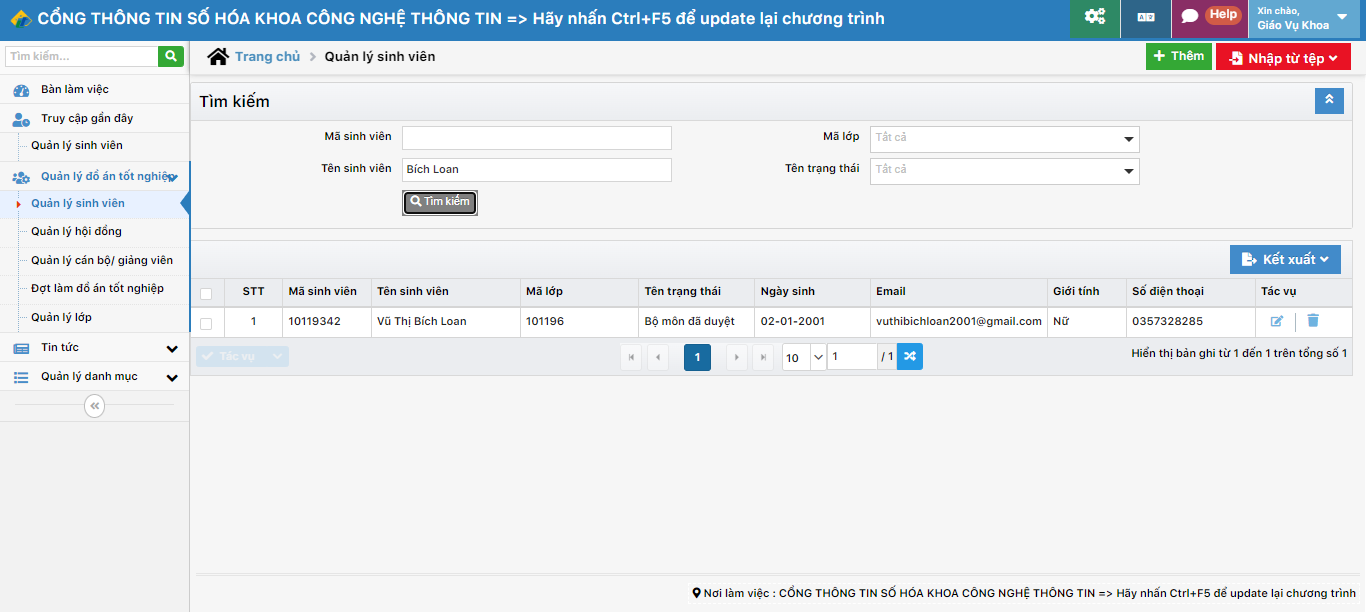 CỔNG THÔNG TIN SỐ HÓA KHOA CÔNG NGHỆ THÔNG TIN => Hãy nhấn Ctrl+F5 để update lại chương trình
Help
Xin chào,
Giáo Vụ Khoa
Tìm kiếm...
Trang chủ > Quản lý sinh viên
+ Thêm
Nhập từ tệp
Bàn làm việc
Truy cập gần đây
Quản lý sinh viên
Quản lý đồ án tốt nghiệp
Quản lý sinh viên
Quản lý hội đồng
Quản lý cán bộ/ giảng viên
Đợt làm đồ án tốt nghiệp
Quản lý lớp
Tin tức
Quản lý danh mục
Tìm kiếm
Mã sinh viên
Mã lớp Tất cả
Tên sinh viên Bích Loan
Tên trạng thái Tất cả
Tìm kiếm
Kết xuất
STT Mã sinh viên Tên sinh viên Mã lớp Tên trạng thái Ngày sinh Email Giới tính Số điện thoại Tác vụ
1 10119342 Vũ Thị Bích Loan 101196 Bộ môn đã duyệt 02-01-2001 vuthibichloan2001@gmail.com Nữ 0357328285
Tác vụ 1 10 1 / 1 Hiển thị bản ghi từ 1 đến 1 trên tổng số 1
Nơi làm việc : CỔNG THÔNG TIN SỐ HÓA KHOA CÔNG NGHỆ THÔNG TIN => Hãy nhấn Ctrl+F5 để update lại chương trình